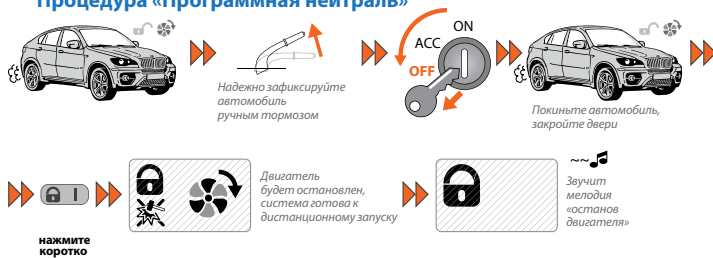 Процедура «Программная нейтраль»
ON
ACC
OFF
Надежно зафиксируйте
автомобиль
ручным тормозом
Покиньте автомобиль,
закройте двери
нажмите
коротко
Двигатель
будет остановлен,
система готова к
дистанционному запуску
Звучит
мелодия
«останов
двигателя»